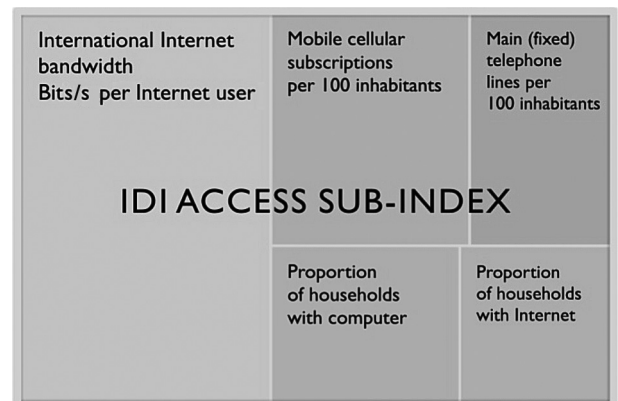 International Internet
bandwidth
Bits/s per Internet user
Mobile cellular
subscriptions
per 100 inhabitants
Main (fixed)
telephone
lines per
100 inhabitants
IDI ACCESS SUB-INDEX
Proportion
of households
with computer
Proportion
of households
with Internet